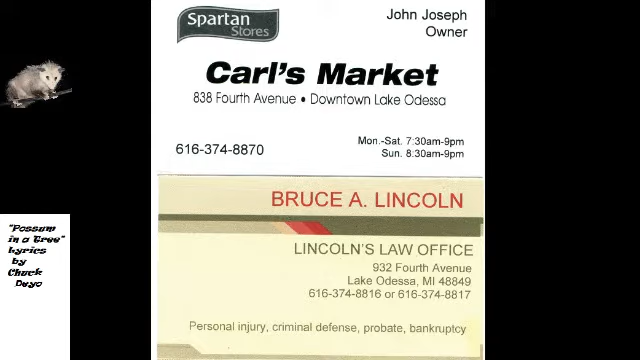 Spartan
Stores
John Joseph
Owner
Carl's Market
838 Fourth Avenue • Downtown Lake Odessa
616-374-8870
Mon.-Sat. 7:30am-9pm
Sun. 8:30am-9pm
BRUCE A. LINCOLN
LINCOLN'S LAW OFFICE
932 Fourth Avenue
Lake Odessa, MI 48849
616-374-8816 or 616-374-8817
Personal injury, criminal defense, probate, bankruptcy
"Possum
in a Tree"
Lyrics
by
Chuck
Dayo